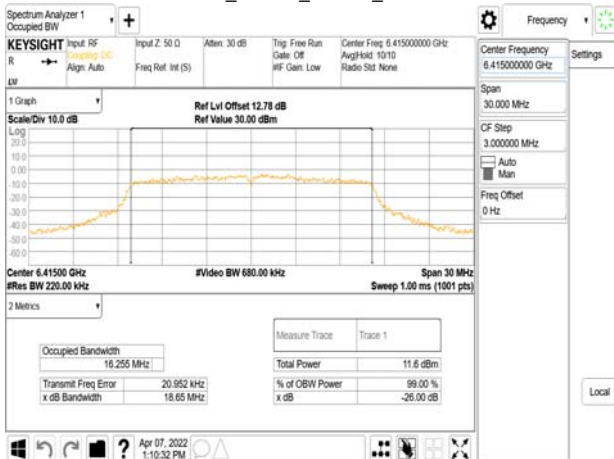 Spectrum Analyzer 1
Occupied BW
+
Frequency
KEYSIGHT
Input: RF
Coupling: DC
Align: Auto
Input Z: 50 Ω
Freq Ref: Int (S)
Atten: 30 dB
Trig: Free Run
Gate: Off
#IF Gain: Low
Center Freq: 6.415000000 GHz
Avg|Hold: 10/10
Radio Std: None
R
LW
Center Frequency
6.415000000 GHz
Settings
Span
30.000 MHz
CF Step
3.000000 MHz
Auto
Man
Freq Offset
0 Hz
Local
1 Graph
Scale/Div 10.0 dB
Ref Lvl Offset 12.78 dB
Ref Value 30.00 dBm
Log
20.0
10.0
0.00
-10.0
-20.0
-30.0
-40.0
-50.0
-60.0
Center 6.41500 GHz
#Res BW 220.00 kHz
#Video BW 680.00 kHz
Span 30 MHz
Sweep 1.00 ms (1001 pts)
2 Metrics
Measure Trace
Trace 1
Occupied Bandwidth
16.255 MHz
Total Power
11.6 dBm
Transmit Freq Error
20.952 kHz
% of OBW Power
99.00 %
x dB Bandwidth
18.65 MHz
x dB
-26.00 dB
?
Apr 07, 2022
1:10:32 PM